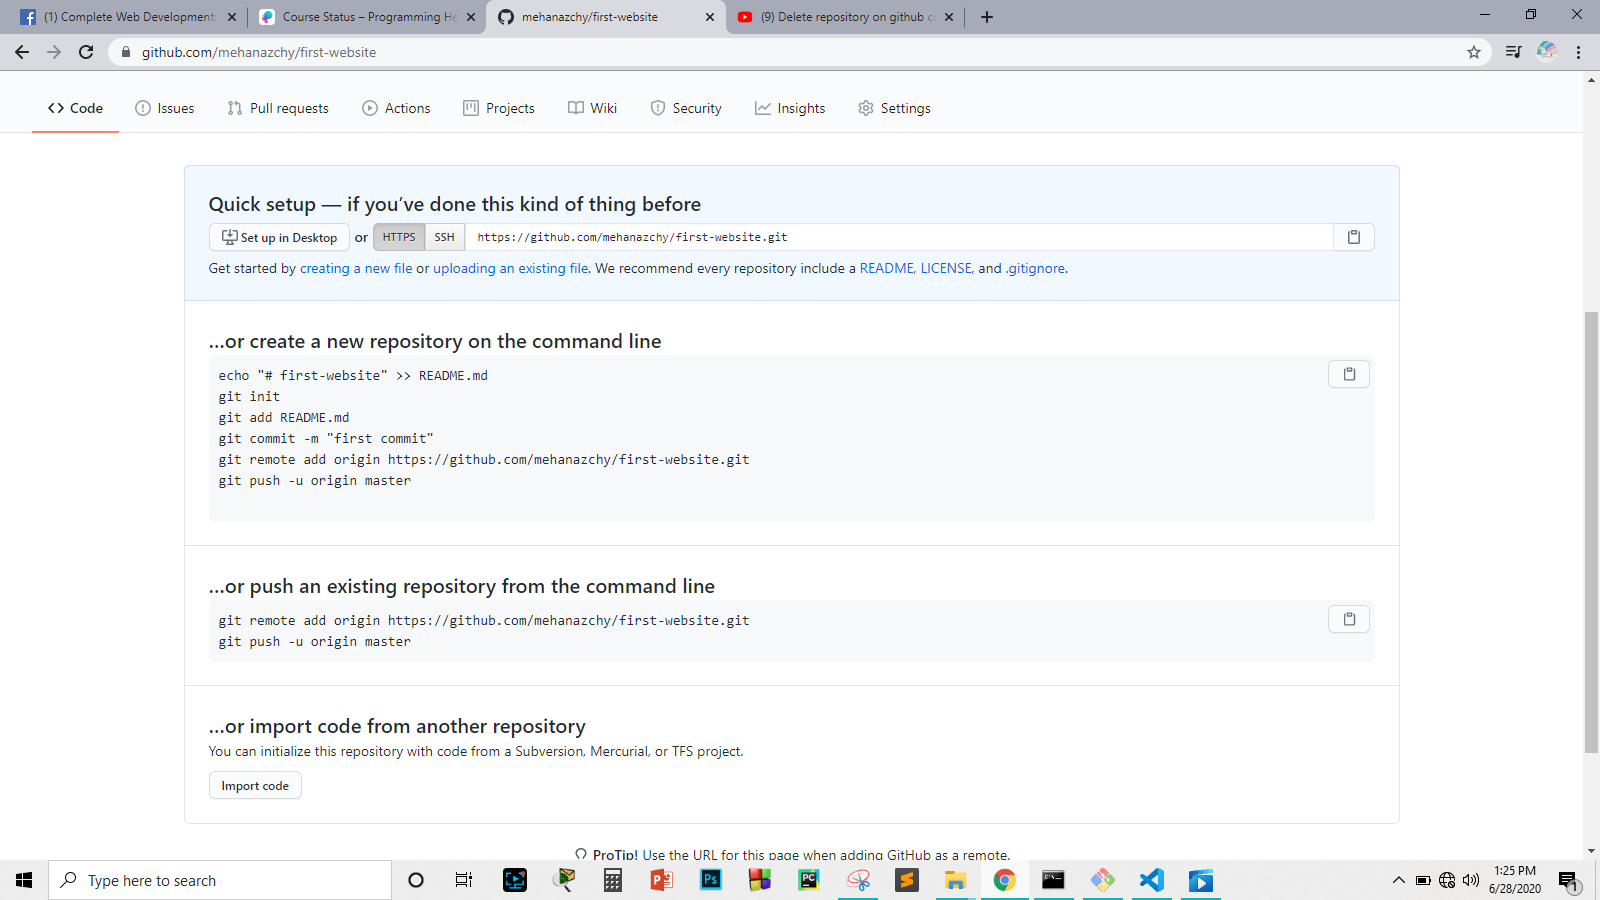 (1) Complete Web Development
Course Status – Programming He
mehanazchy/first-website
(9) Delete repository on github c
github.com/mehanazchy/first-website
Code
Issues
Pull requests
Actions
Projects
Wiki
Security
Insights
Settings
Quick setup — if you’ve done this kind of thing before
Set up in Desktop or HTTPS SSH https://github.com/mehanazchy/first-website.git
Get started by creating a new file or uploading an existing file. We recommend every repository include a README, LICENSE, and .gitignore.
…or create a new repository on the command line
echo "# first-website" >> README.md
git init
git add README.md
git commit -m "first commit"
git remote add origin https://github.com/mehanazchy/first-website.git
git push -u origin master
…or push an existing repository from the command line
git remote add origin https://github.com/mehanazchy/first-website.git
git push -u origin master
…or import code from another repository
You can initialize this repository with code from a Subversion, Mercurial, or TFS project.
Import code
ProTip! Use the URL for this page when adding GitHub as a remote.
Type here to search
Ps
PC
1:25 PM
6/28/2020
1